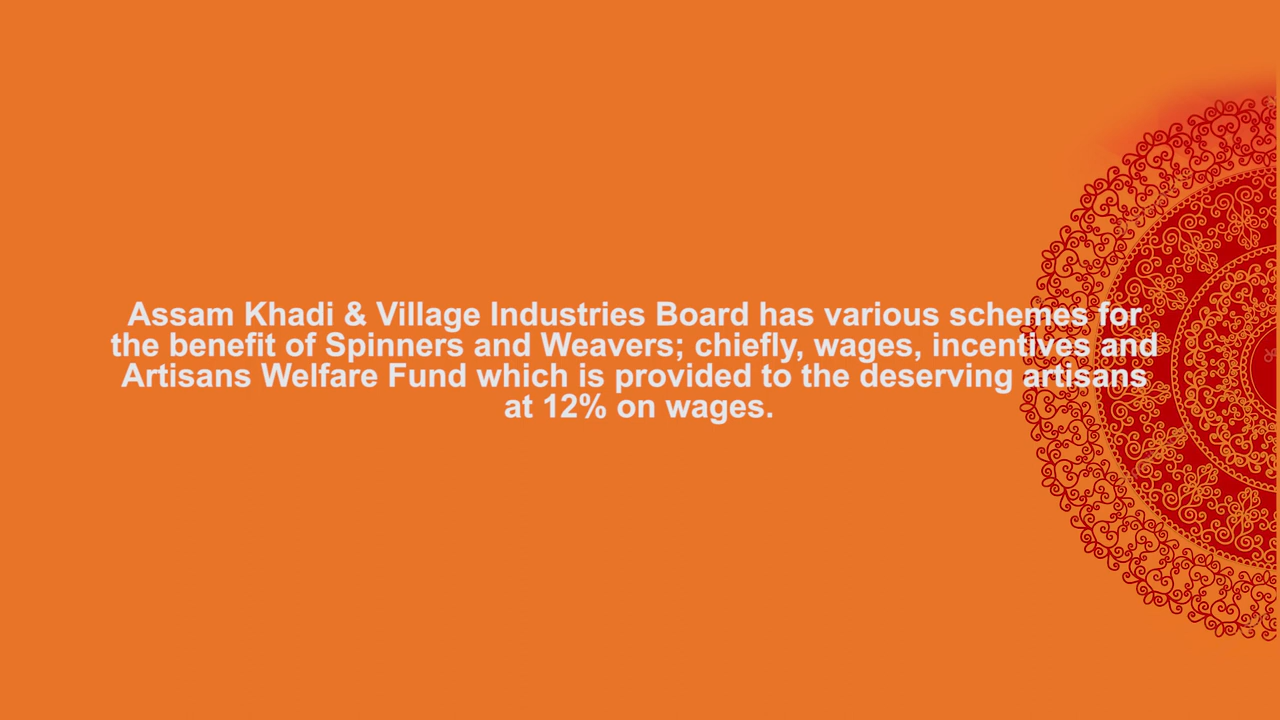 Assam Khadi & Village Industries Board has various schemes for
the benefit of Spinners and Weavers; chiefly, wages, incentives and
Artisans Welfare Fund which is provided to the deserving artisans
at 12% on wages.